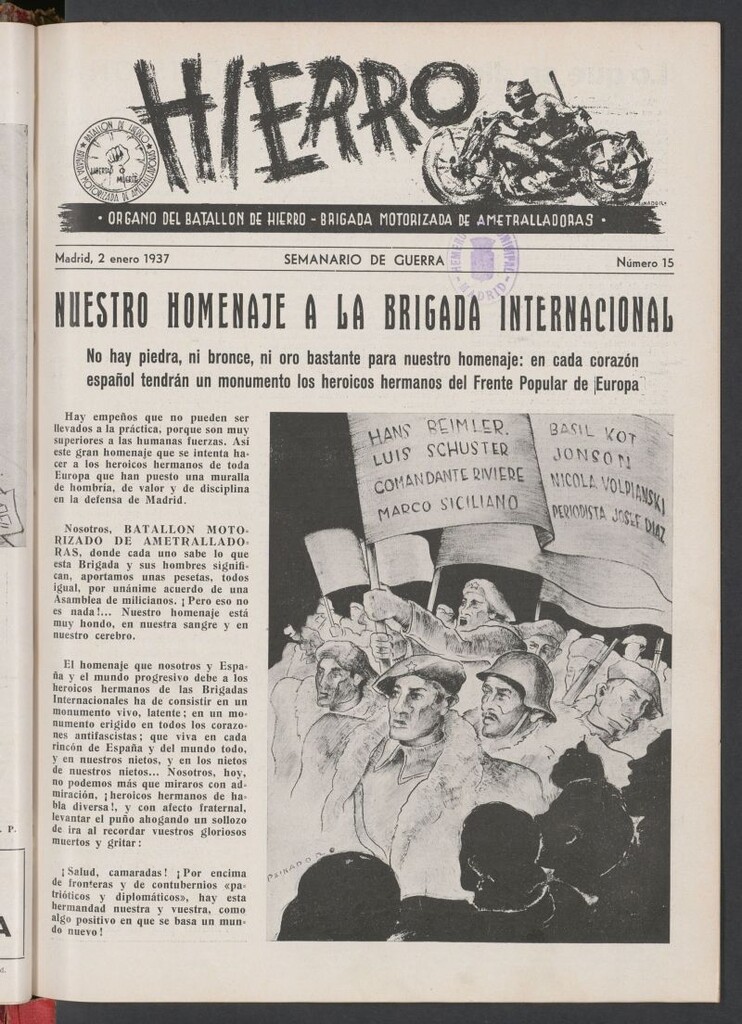 HIERRO
BATALLON DE HIERRO
BRIGADA MOTORIZADA DE AMETRALLADORAS
LIBERTAD O
MUERTE
· ORGANO DEL BATALLON DE HIERRO - BRIGADA MOTORIZADA DE AMETRALLADORAS ·
Madrid, 2 enero 1937
SEMANARIO DE GUERRA
Número 15
MADRID
NUESTRO HOMENAJE A LA BRIGADA INTERNACIONAL
No hay piedra, ni bronce, ni oro bastante para nuestro homenaje: en cada corazón
español tendrán un monumento los heroicos hermanos del Frente Popular de Europa
Hay empeños que no pueden ser
llevados a la práctica, porque son muy
superiores a las humanas fuerzas. Así
este gran homenaje que se intenta ha-
cer a los heroicos hermanos de toda
Europa que han puesto una muralla
de hombría, de valor y de disciplina
en la defensa de Madrid.
Nosotros, BATALLON MOTO-
RIZADO DE AMETRALLADO-
RAS, donde cada uno sabe lo que
esta Brigada y sus hombres signifi-
can, aportamos unas pesetas, todos
igual, por unánime acuerdo de una
Asamblea de milicianos. ¡Pero eso no
es nada!... Nuestro homenaje está
muy hondo, en nuestra sangre y en
nuestro cerebro.
El homenaje que nosotros y Espa-
ña y el mundo progresivo debe a los
heroicos hermanos de las Brigadas
Internacionales ha de consistir en un
monumento vivo, latente; en un mo-
numento erigido en todos los corazo-
nes antifascistas; que viva en cada
rincón de España y del mundo todo,
y en nuestros nietos, y en los nietos
de nuestros nietos... Nosotros, hoy,
no podemos más que miraros con ad-
miración, ¡heroicos hermanos de ha-
bla diversa!, y con afecto fraternal,
levantar el puño ahogando un sollozo
de ira al recordar vuestros gloriosos
muertos y gritar:
¡Salud, camaradas! ¡Por encima
de fronteras y de contubernios «pa-
trióticos y diplomáticos», hay esta
hermandad nuestra y vuestra, como
algo positivo en que se basa un mun-
do nuevo!
HANS BEIMLER.
LUIS SCHUSTER
COMANDANTE RIVIERE
MARCO SICILIANO
BASIL KOT
JONSON
NICOLA VOLPIANSKI
PERIODISTA JOSEF DIAZ
PEINADOR
. P.
A
d.